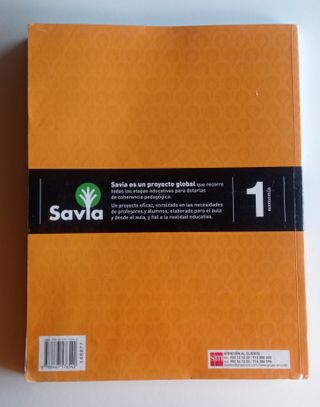 Savia
Savia es un proyecto global que recorre
todas las etapas educativas para dotarlas
de coherencia pedagógica.
Un proyecto eficaz, enraizado en las necesidades
de profesores y alumnos, elaborado para el aula
y desde el aula, y fiel a la realidad educativa.
1
economía
sm
ATENCIÓN AL CLIENTE
146877